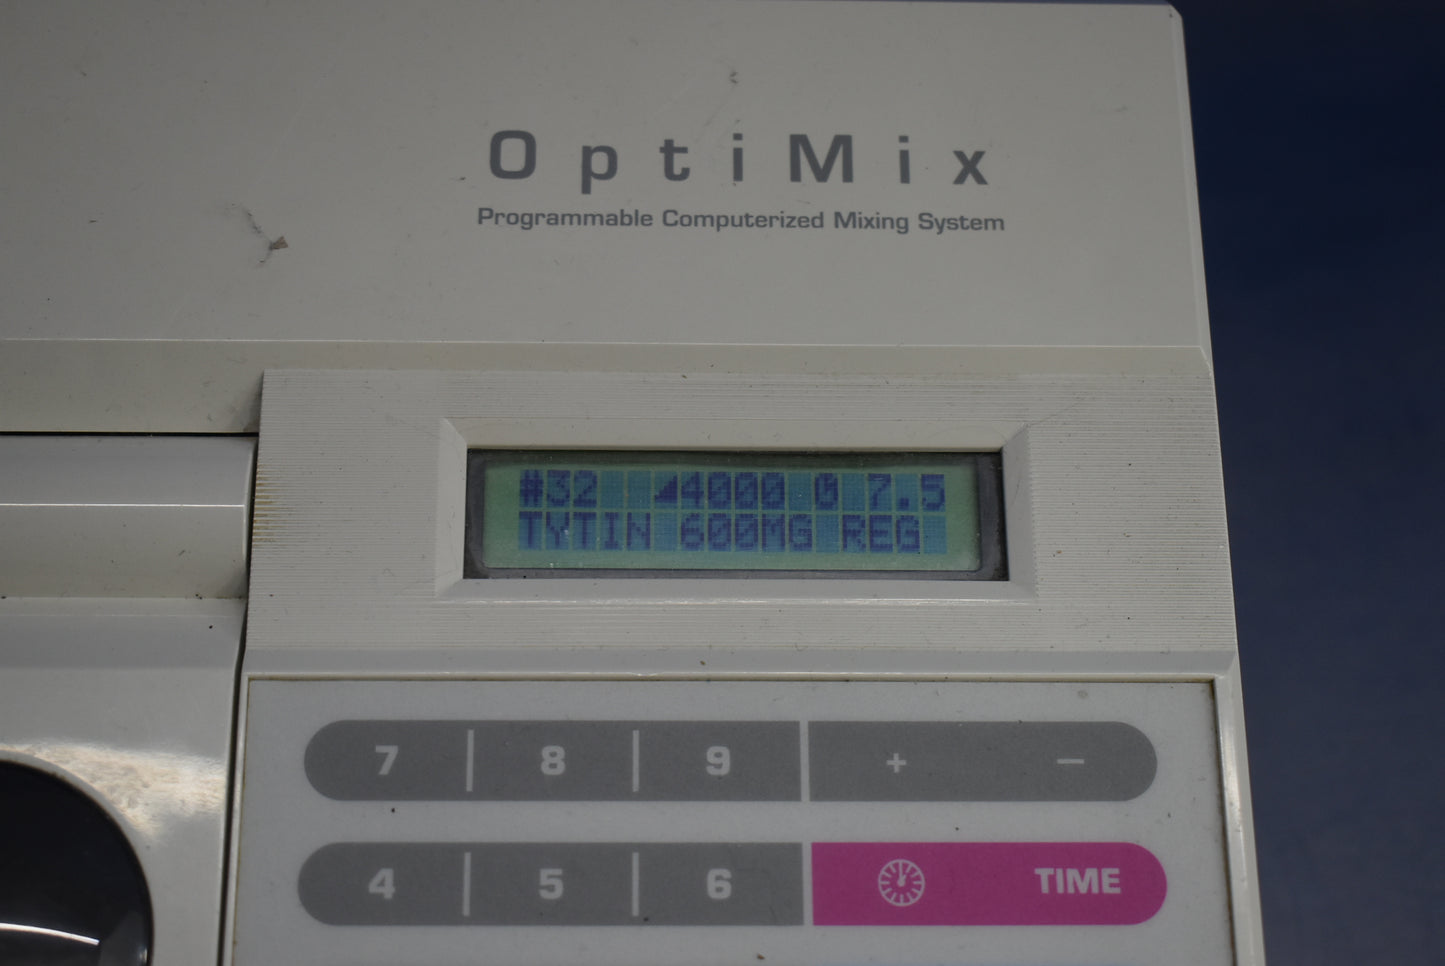 OptiMix
Programmable Computerized Mixing System
#32 ◢4000 0 7.5
TYTIN 600MG REG
7 8 9 + −
4 5 6 TIME